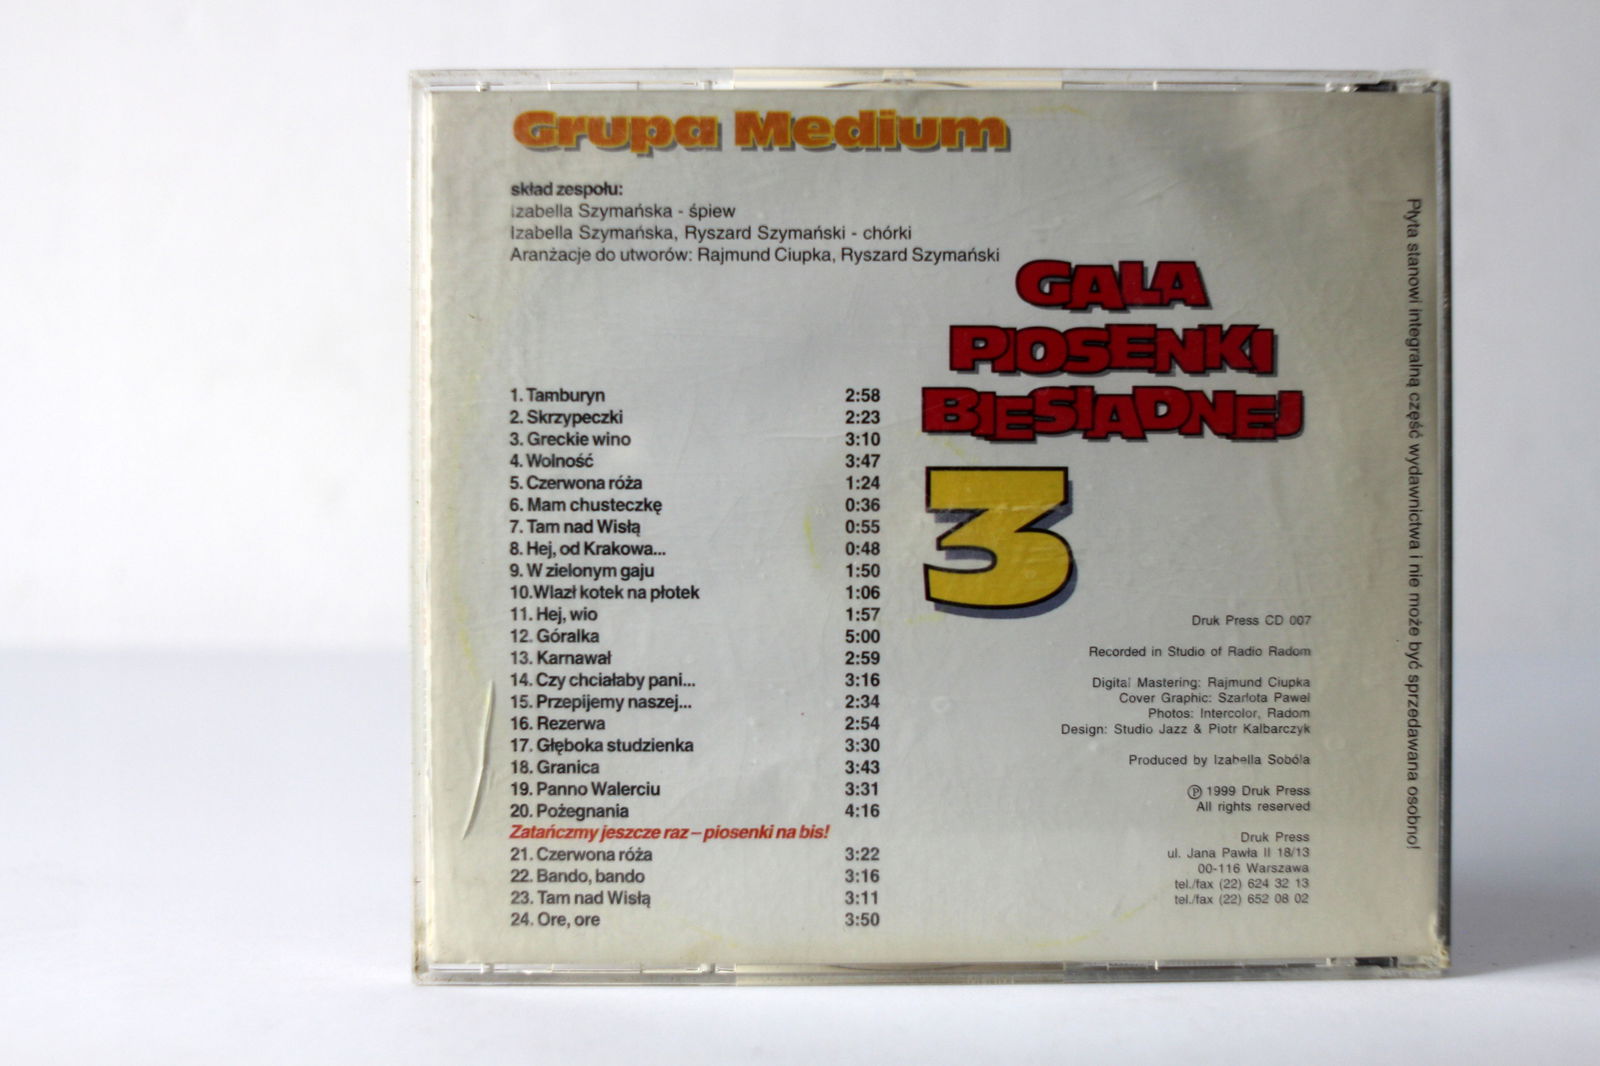 Grupa Medium
skład zespołu:
Izabella Szymańska - śpiew
Izabella Szymańska, Ryszard Szymański - chórki
Aranżacje do utworów: Rajmund Ciupka, Ryszard Szymański
GALA
PIOSENKI
BIESIADNEJ
3
1. Tamburyn 2:58
2. Skrzypeczki 2:23
3. Greckie wino 3:10
4. Wolność 3:47
5. Czerwona róża 1:24
6. Mam chusteczkę 0:36
7. Tam nad Wisłą 0:55
8. Hej, od Krakowa... 0:48
9. W zielonym gaju 1:50
10. Wlazł kotek na płotek 1:06
11. Hej, wio 1:57
12. Góralka 5:00
13. Karnawał 2:59
14. Czy chciałaby pani... 3:16
15. Przepijemy naszej... 2:34
16. Rezerwa 2:54
17. Głęboka studzienka 3:30
18. Granica 3:43
19. Panno Walerciu 3:31
20. Pożegnania 4:16
Zatańczmy jeszcze raz – piosenki na bis!
21. Czerwona róża 3:22
22. Bando, bando 3:16
23. Tam nad Wisłą 3:11
24. Ore, ore 3:50
Druk Press CD 007
Recorded in Studio of Radio Radom
Digital Mastering: Rajmund Ciupka
Cover Graphic: Szarłota Paweł
Photos: Intercolor, Radom
Design: Studio Jazz & Piotr Kalbarczyk
Produced by Izabella Soból​a
Ⓟ 1999 Druk Press
All rights reserved
Druk Press
ul. Jana Pawła II 18/13
00-116 Warszawa
tel./fax (22) 624 32 13
tel./fax (22) 652 08 02
Płyta stanowi integralną część wydawnictwa i nie może być sprzedawana osobno!